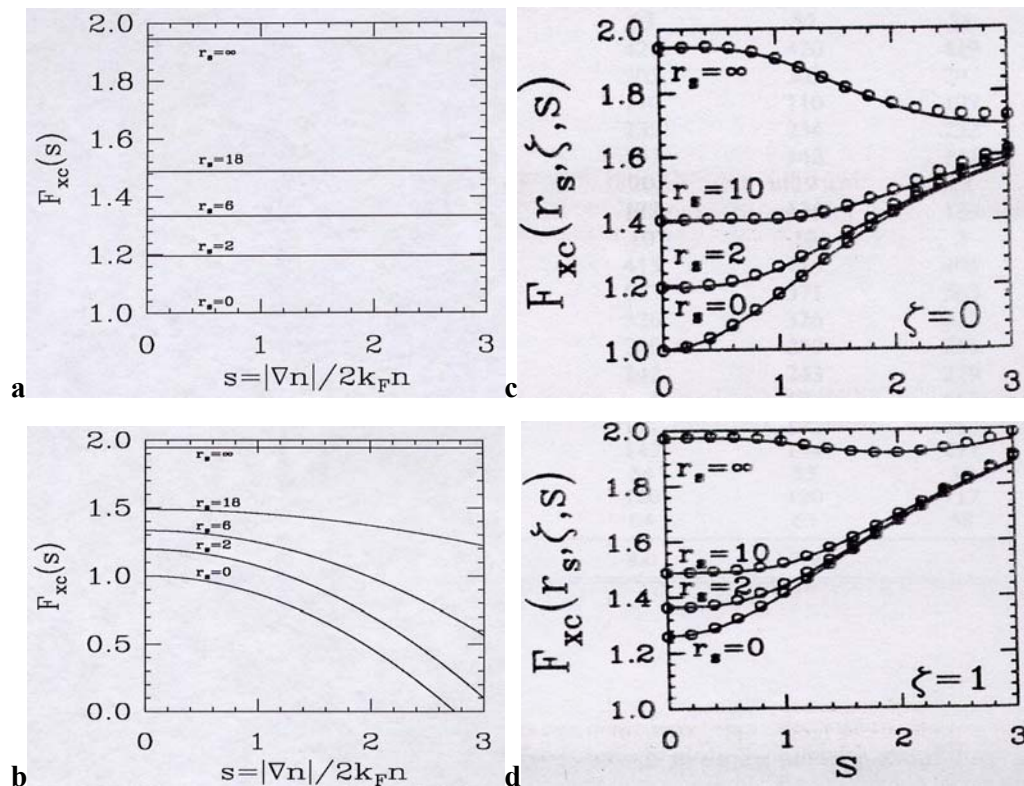 a
2.0
1.8
1.6
1.4
1.2
1.0
F_xc(s)
r_s=∞
r_s=18
r_s=6
r_s=2
r_s=0
0
1
2
3
s=|∇n|/2k_F n
b
2.0
1.5
1.0
0.5
0.0
F_xc(s)
r_s=∞
r_s=18
r_s=6
r_s=2
r_s=0
0
1
2
3
s=|∇n|/2k_F n
c
2.0
1.8
1.6
1.4
1.2
1.0
F_xc(r_s,ζ,s)
r_s=∞
r_s=10
r_s=2
r_s=0
ζ=0
0
1
2
3
d
2.0
1.8
1.6
1.4
1.2
1.0
F_xc(r_s,ζ,s)
r_s=∞
r_s=10
r_s=2
r_s=0
ζ=1
0
1
2
3
S